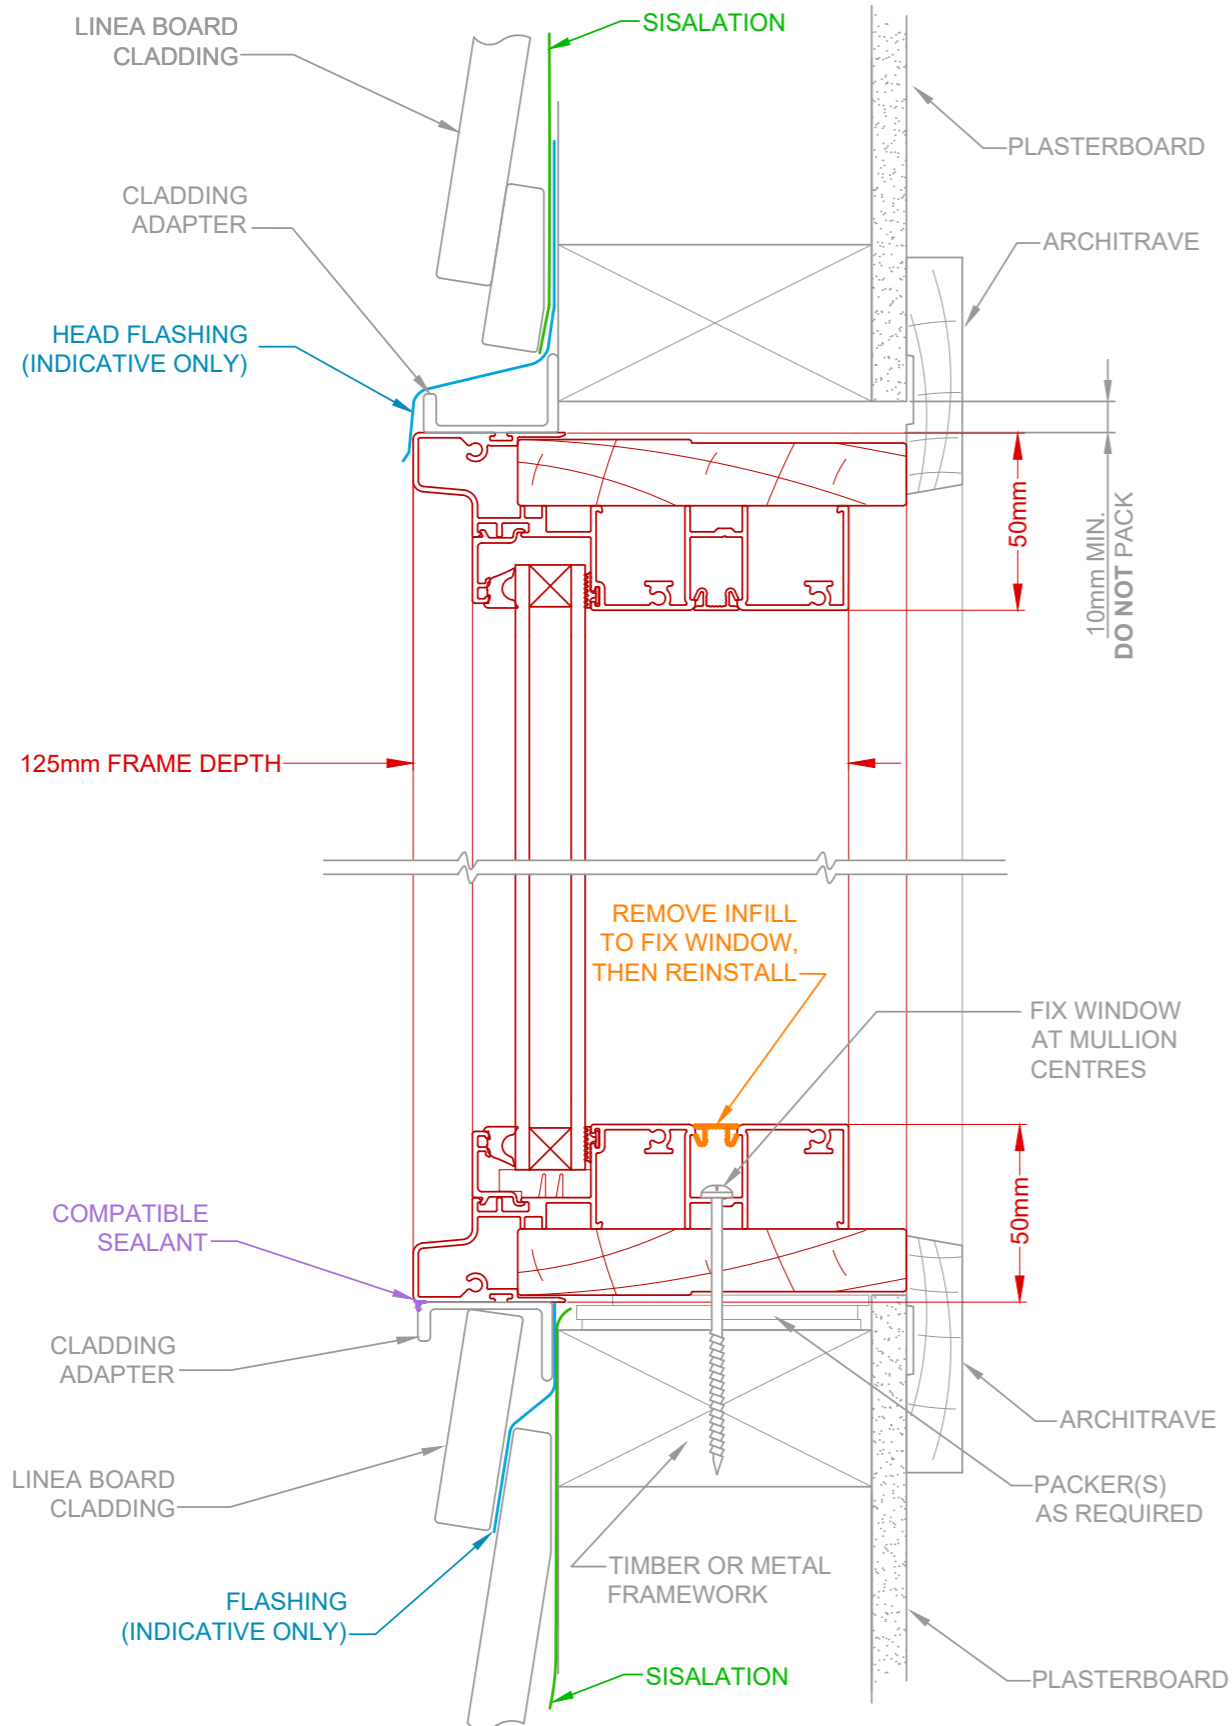 LINEA BOARD
CLADDING
SISALATION
PLASTERBOARD
CLADDING
ADAPTER
ARCHITRAVE
HEAD FLASHING
(INDICATIVE ONLY)
50mm
10mm MIN.
DO NOT PACK
125mm FRAME DEPTH
REMOVE INFILL
TO FIX WINDOW,
THEN REINSTALL
FIX WINDOW
AT MULLION
CENTRES
COMPATIBLE
SEALANT
50mm
CLADDING
ADAPTER
ARCHITRAVE
LINEA BOARD
CLADDING
PACKER(S)
AS REQUIRED
TIMBER OR METAL
FRAMEWORK
FLASHING
(INDICATIVE ONLY)
SISALATION
PLASTERBOARD